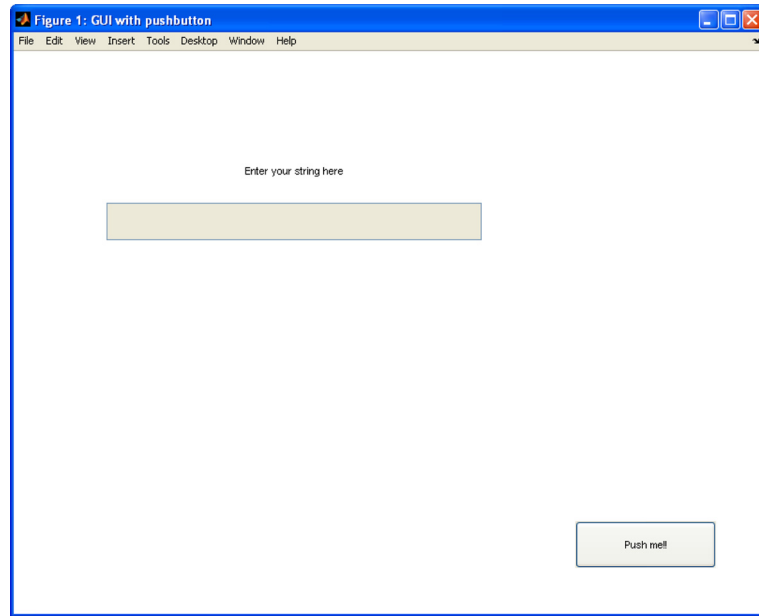 Figure 1: GUI with pushbutton
File Edit View Insert Tools Desktop Window Help
Enter your string here
Push me!!